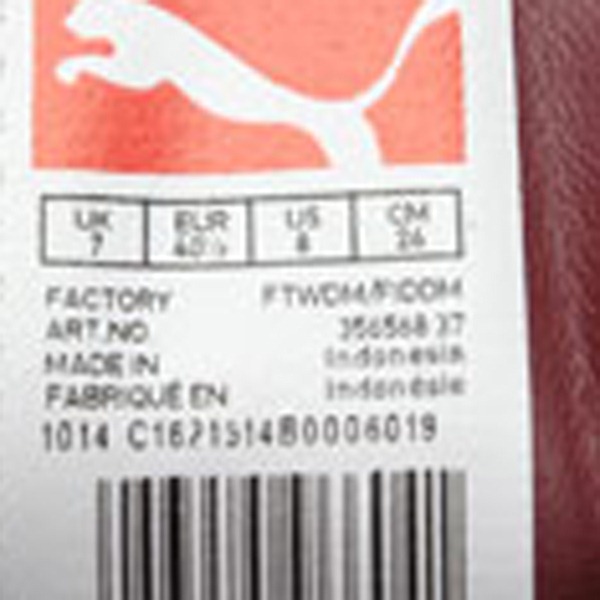 UK EUR US CM
7 40½ 8 26
FACTORY
ART.NO 356568 37
MADE IN Indonesia
FABRIQUÉ EN Indonésie
1014